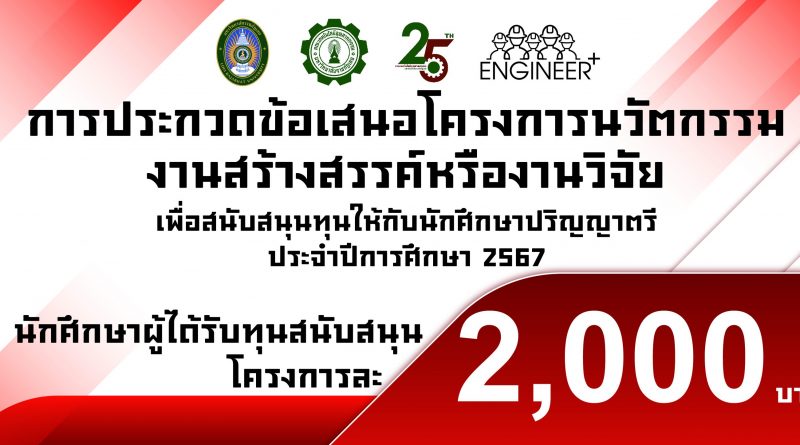 25TH
ENGINEER+
การประกวดข้อเสนอโครงการนวัตกรรม
งานสร้างสรรค์หรืองานวิจัย
เพื่อสนับสนุนทุนให้กับนักศึกษาปริญญาตรี
ประจำปีการศึกษา 2567
นักศึกษาผู้ได้รับทุนสนับสนุน
โครงการละ
2,000